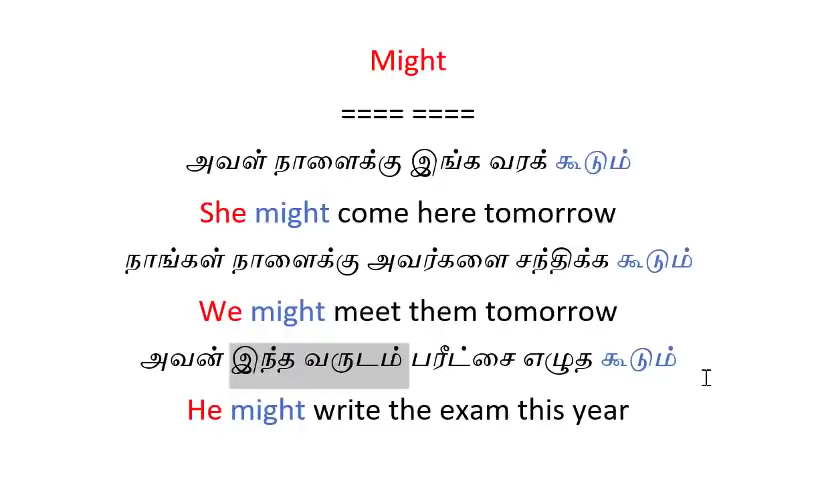 Might
==== ====
அவள் நாளைக்கு இங்க வரக் கூடும்
She might come here tomorrow
நாங்கள் நாளைக்கு அவர்களை சந்திக்க கூடும்
We might meet them tomorrow
அவன் இந்த வருடம் பரீட்சை எழுத கூடும்
He might write the exam this year